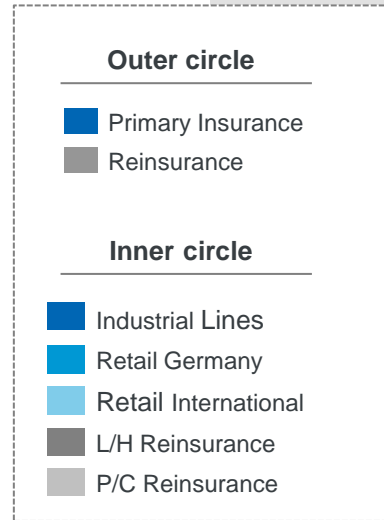 Outer circle
Primary Insurance
Reinsurance
Inner circle
Industrial Lines
Retail Germany
Retail International
L/H Reinsurance
P/C Reinsurance